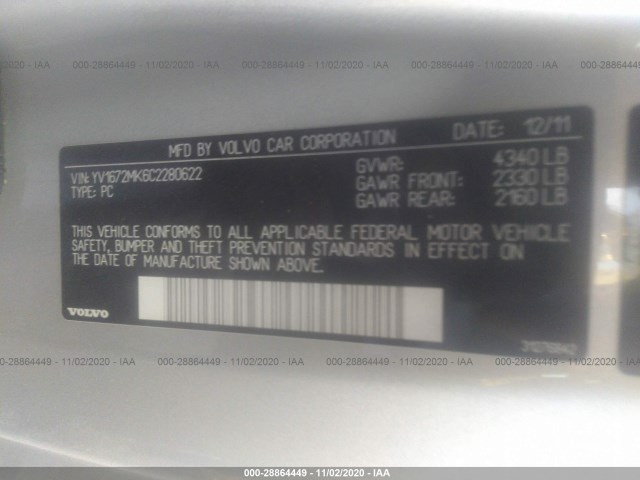 000-28864449 - 11/02/2020 - IAA
MFD BY VOLVO CAR CORPORATION DATE: 12/11
VIN: YV1672MK6C2280622
TYPE: PC
GVWR: 4340 LB
GAWR FRONT: 2330 LB
GAWR REAR: 2160 LB
THIS VEHICLE CONFORMS TO ALL APPLICABLE FEDERAL MOTOR VEHICLE
SAFETY, BUMPER AND THEFT PREVENTION STANDARDS IN EFFECT ON
THE DATE OF MANUFACTURE SHOWN ABOVE.
VOLVO
000-28864449 - 11/02/2020 - IAA
000-28864449 - 11/02/2020 - IAA